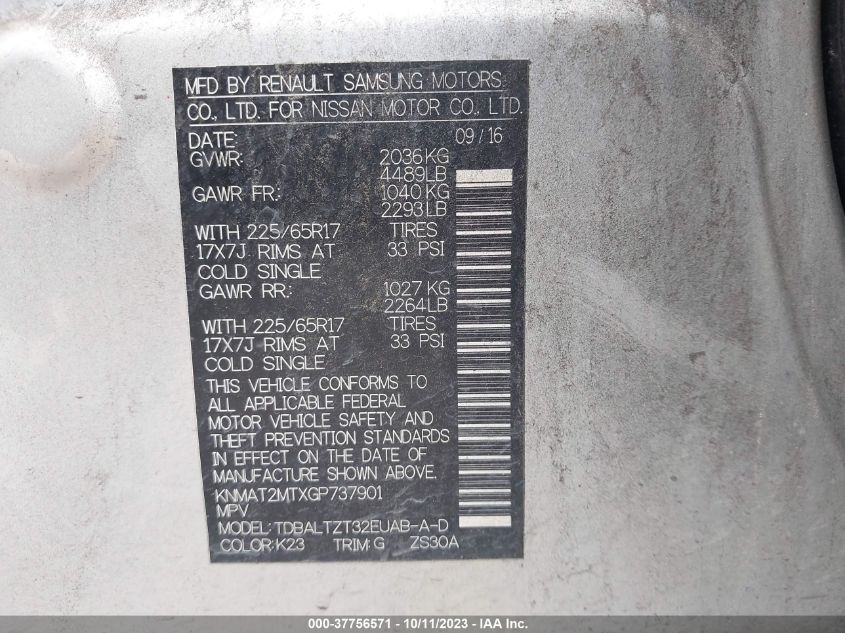 MFD BY RENAULT SAMSUNG MOTORS
CO., LTD. FOR NISSAN MOTOR CO., LTD.
DATE: 09/16
GVWR: 2036KG
4489LB
GAWR FR: 1040KG
2293LB
WITH 225/65R17 TIRES
17X7J RIMS AT 33 PSI
COLD SINGLE
GAWR RR: 1027KG
2264LB
WITH 225/65R17 TIRES
17X7J RIMS AT 33 PSI
COLD SINGLE
THIS VEHICLE CONFORMS TO
ALL APPLICABLE FEDERAL
MOTOR VEHICLE SAFETY AND
THEFT PREVENTION STANDARDS
IN EFFECT ON THE DATE OF
MANUFACTURE SHOWN ABOVE.
KNMAT2MTXGP737901
MPV
MODEL: TDBALTZT32EUAB-A-D
COLOR:K23 TRIM:G ZS30A
000-37756571 - 10/11/2023 - IAA Inc.